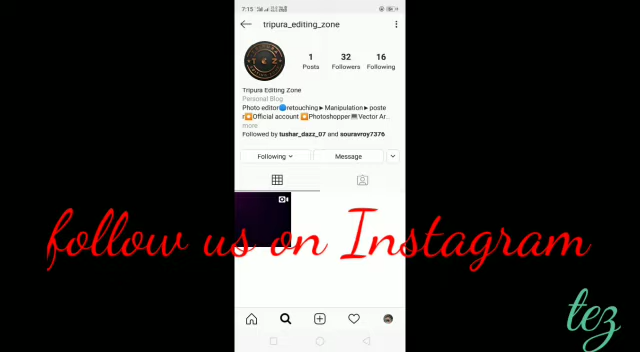 7:15
tripura_editing_zone
1 32 16
Posts Followers Following
Tripura Editing Zone
Personal Blog
Photo editor🔵retouching►Manipulation►poste
r💥Official account 💥Photoshopper💻Vector Ar...
more
Followed by tushar_dazz_07 and souravroy7376
Following Message
follow us on Instagram
tez